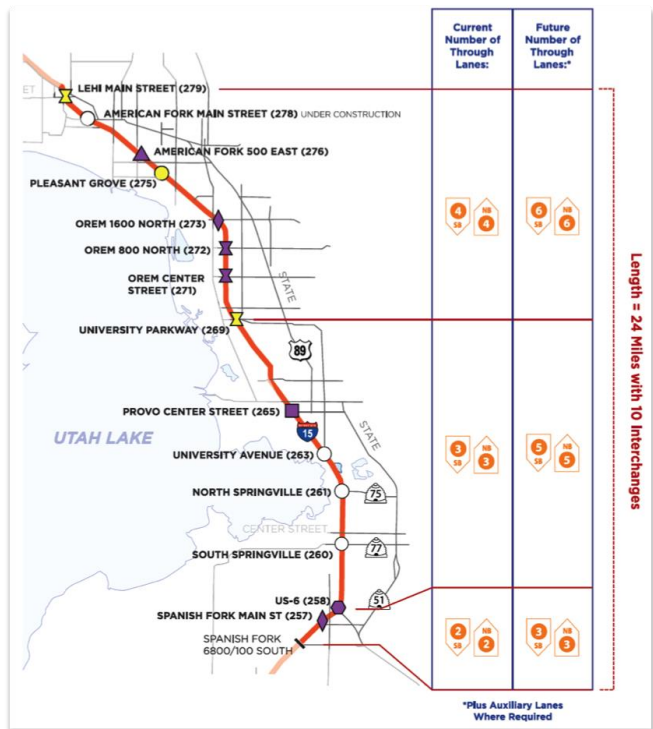 Current
Number of
Through
Lanes:
Future
Number of
Through
Lanes:*
LEHI MAIN STREET (279)
ET
AMERICAN FORK MAIN STREET (278) UNDER CONSTRUCTION
AMERICAN FORK 500 EAST (276)
PLEASANT GROVE (275)
OREM 1600 NORTH (273)
OREM 800 NORTH (272)
OREM CENTER
STREET (271)
STATE
UNIVERSITY PARKWAY (269)
89
4
SB
NB
4
6
SB
NB
6
PROVO CENTER STREET (265)
INTERSTATE
15
STATE
UTAH LAKE
UNIVERSITY AVENUE (263)
NORTH SPRINGVILLE (261)
75
CENTER STREET
SOUTH SPRINGVILLE (260)
77
3
SB
NB
3
5
SB
NB
5
US-6 (258)
51
SPANISH FORK MAIN ST (257)
SPANISH FORK
6800/100 SOUTH
2
SB
NB
2
3
SB
NB
3
Length = 24 Miles with 10 Interchanges
*Plus Auxiliary Lanes
Where Required